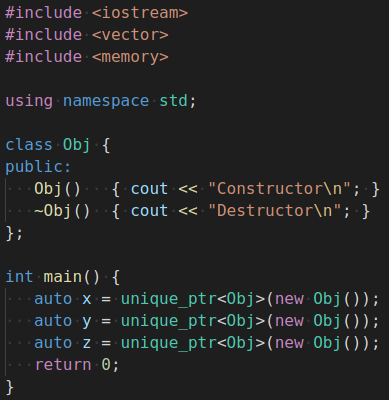 #include <iostream>
#include <vector>
#include <memory>

using namespace std;

class Obj {
public:
    Obj()   { cout << "Constructor\n"; }
    ~Obj()  { cout << "Destructor\n"; }
};

int main() {
    auto x = unique_ptr<Obj>(new Obj());
    auto y = unique_ptr<Obj>(new Obj());
    auto z = unique_ptr<Obj>(new Obj());
    return 0;
}